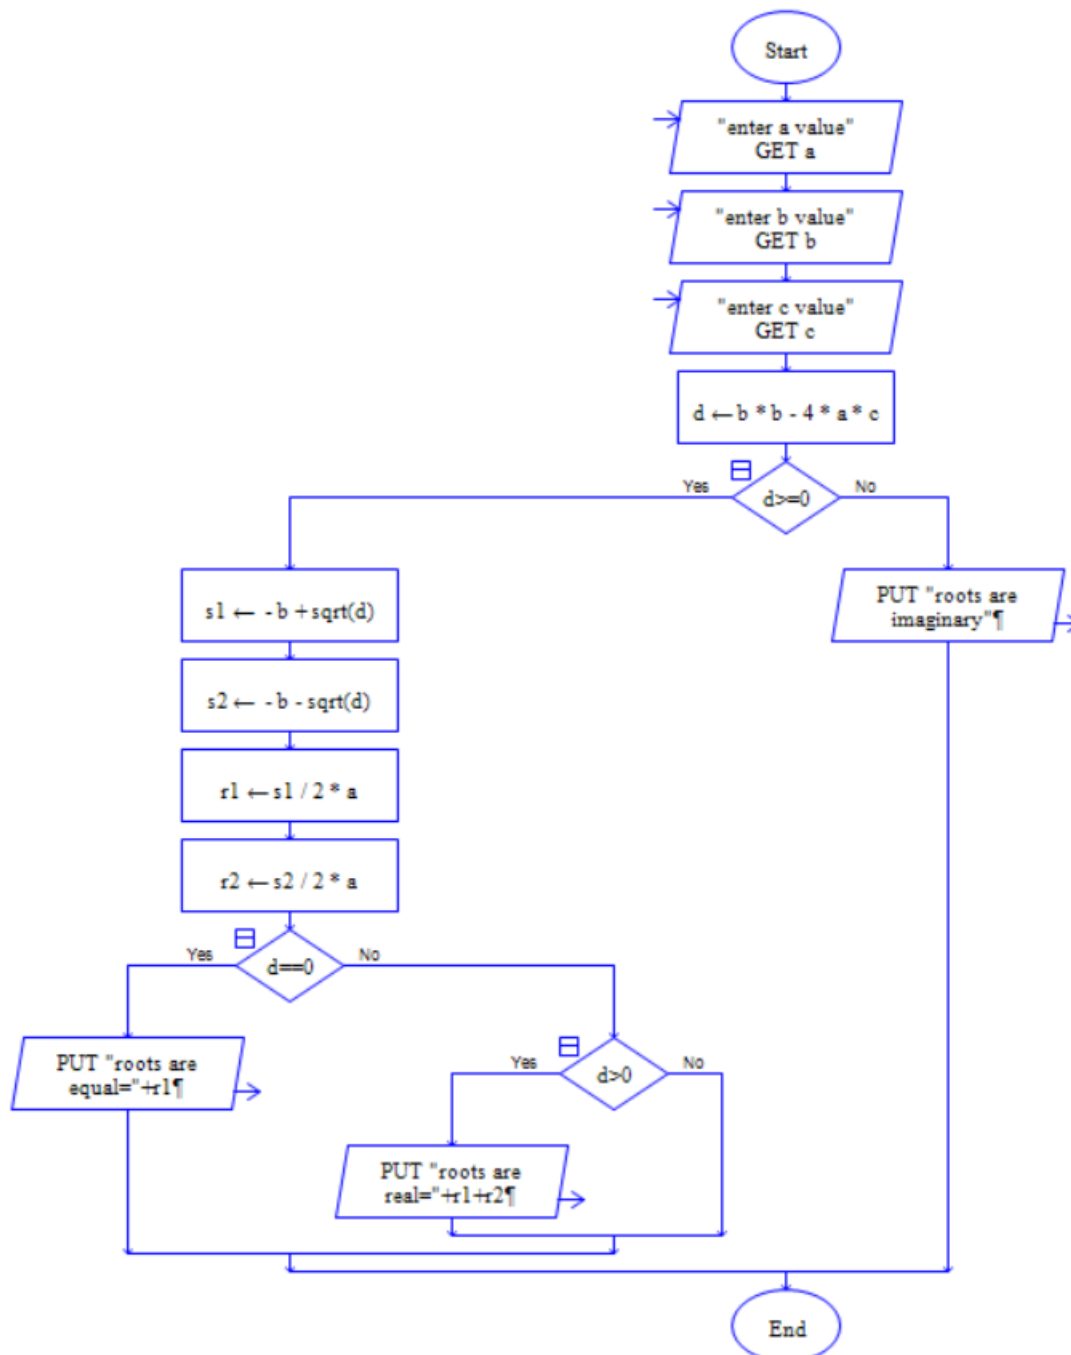 Start
"enter a value"
GET a
"enter b value"
GET b
"enter c value"
GET c
d ← b * b - 4 * a * c
Yes
d>=0
No
s1 ← - b + sqrt(d)
PUT "roots are
imaginary"¶
s2 ← - b - sqrt(d)
r1 ← s1 / 2 * a
r2 ← s2 / 2 * a
Yes
d==0
No
PUT "roots are
equal="+r1¶
Yes
d>0
No
PUT "roots are
real="+r1+r2¶
End